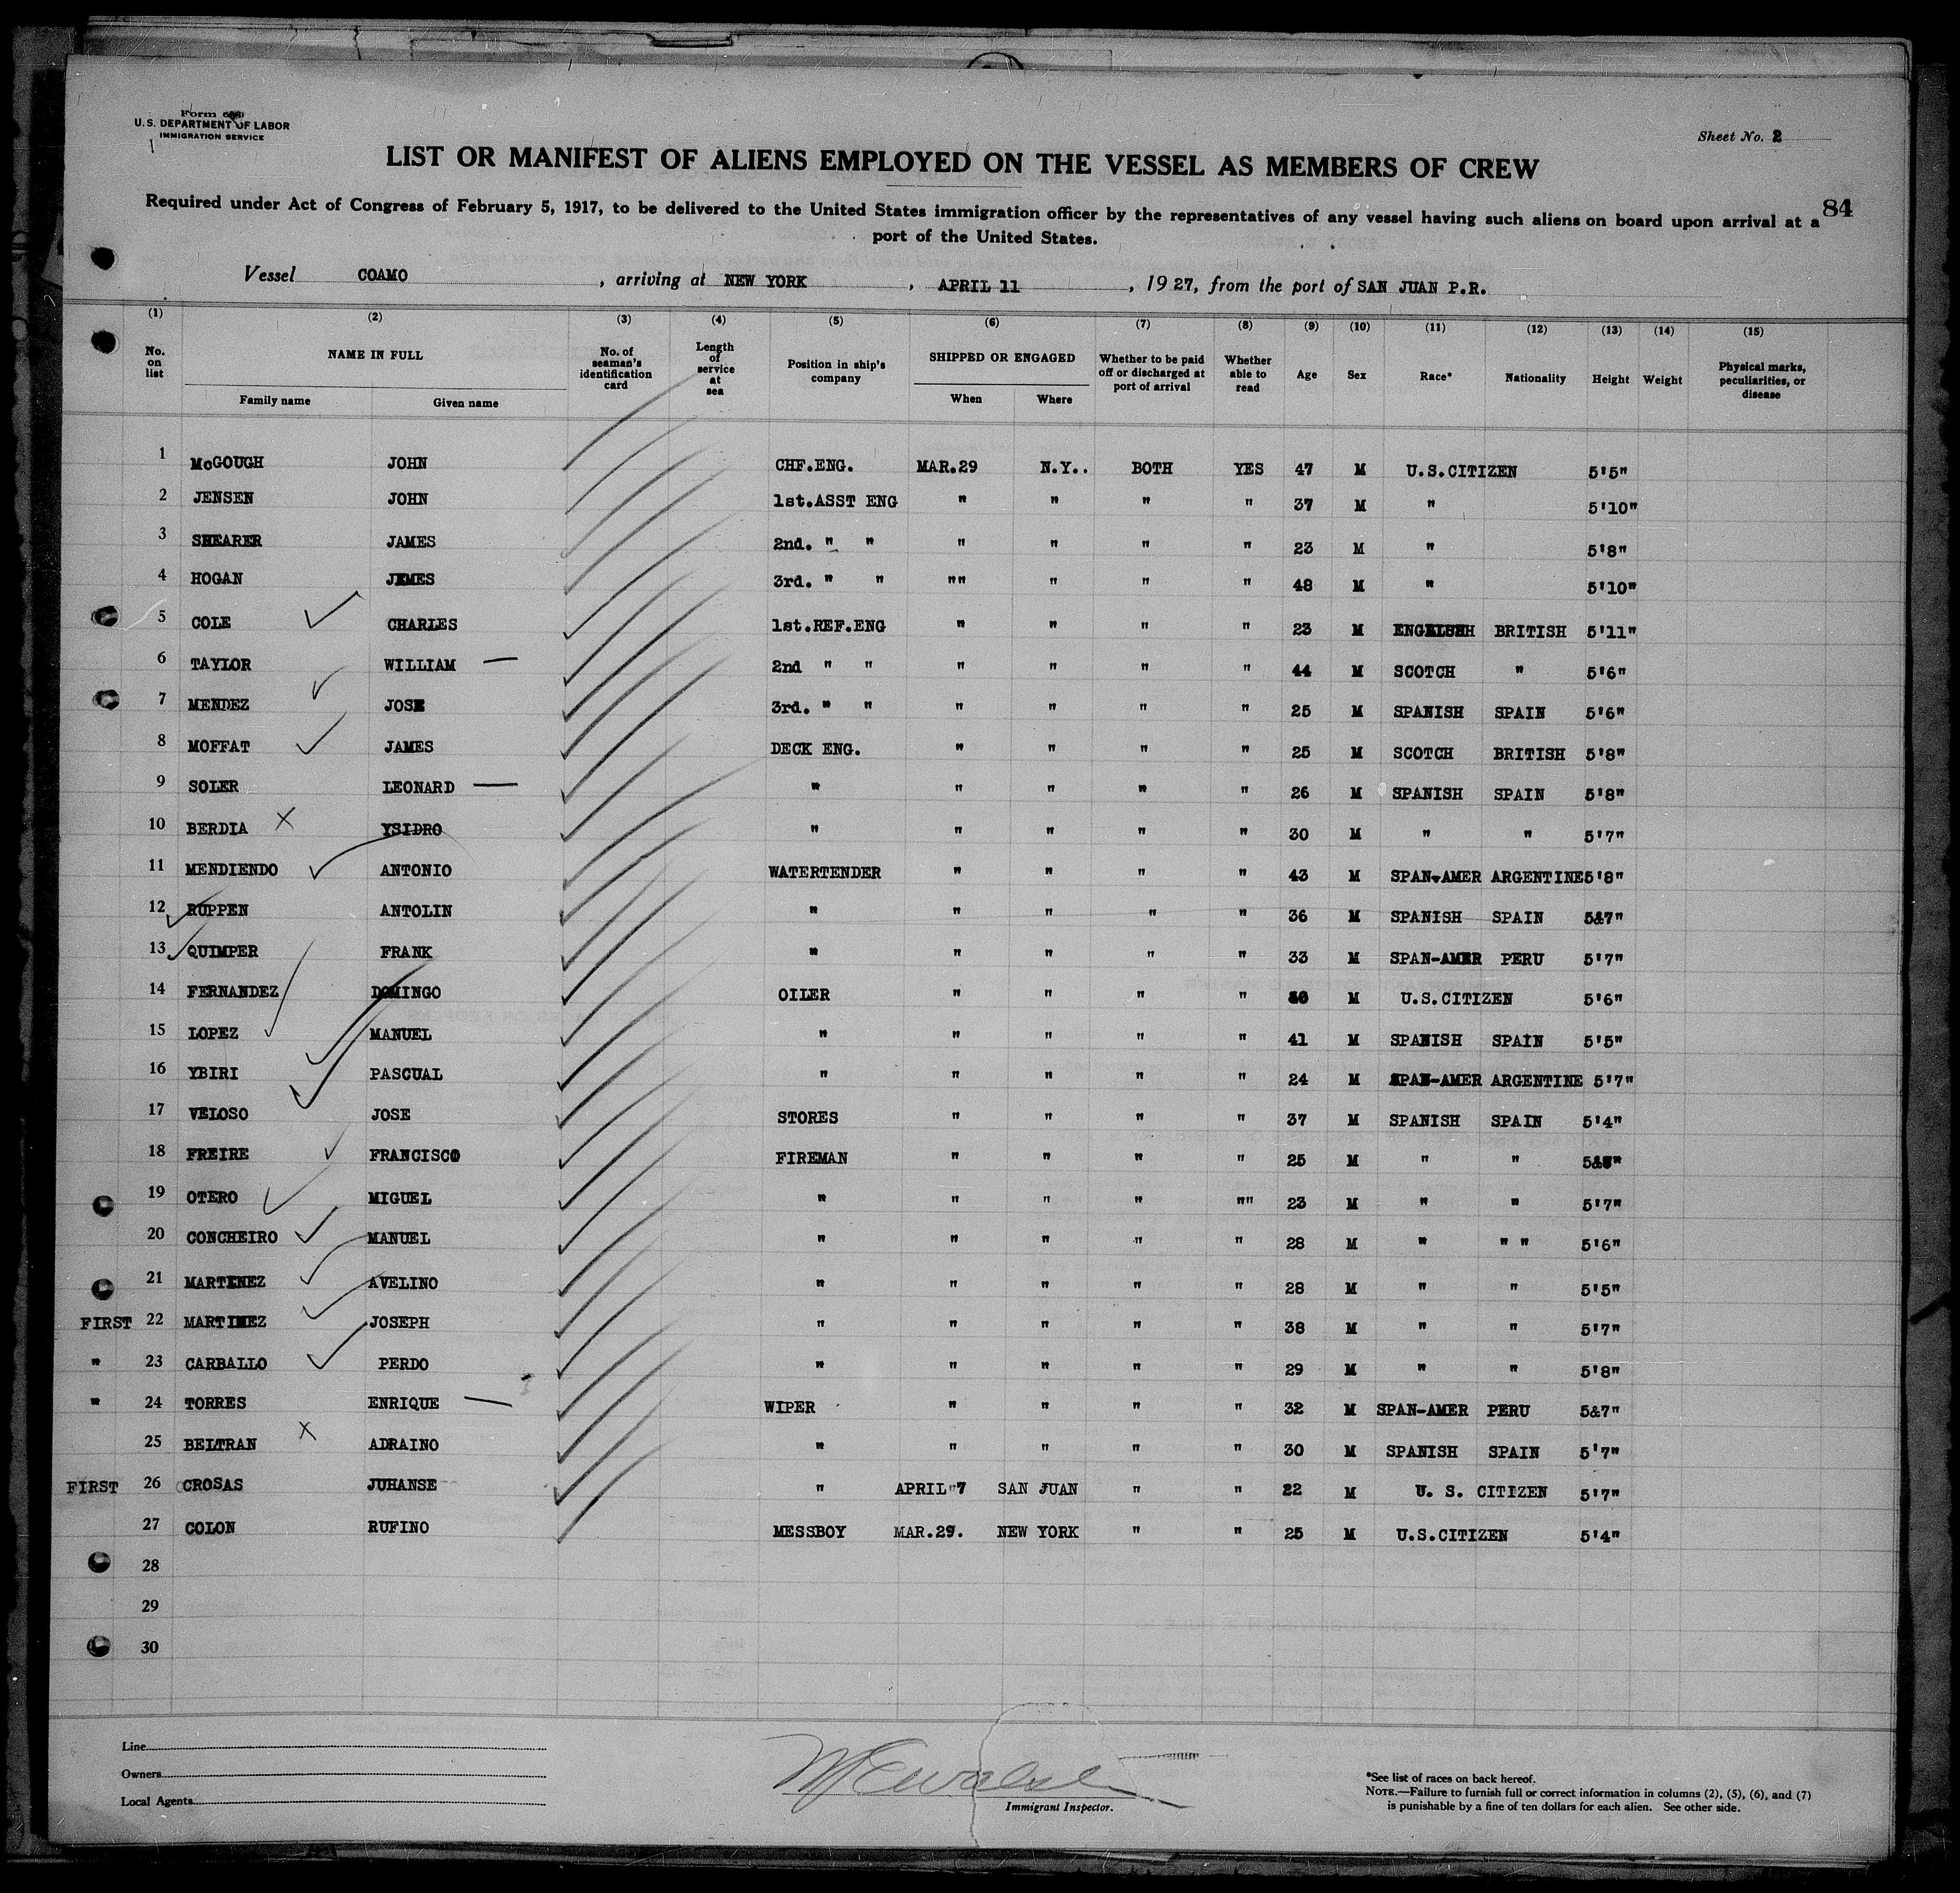 Form 680
U.S. DEPARTMENT OF LABOR
IMMIGRATION SERVICE
Sheet No. 2
LIST OR MANIFEST OF ALIENS EMPLOYED ON THE VESSEL AS MEMBERS OF CREW
84
Required under Act of Congress of February 5, 1917, to be delivered to the United States immigration officer by the representatives of any vessel having such aliens on board upon arrival at a
port of the United States.
Vessel COAMO , arriving at NEW YORK , APRIL 11 , 1927, from the port of SAN JUAN P.R.
(1) (2) (3) (4) (5) (6) (7) (8) (9) (10) (11) (12) (13) (14) (15)
No. on list NAME IN FULL Family name Given name No. of seaman's identification card Length of service at sea Position in ship's company SHIPPED OR ENGAGED When Where Whether to be paid off or discharged at port of arrival Whether able to read Age Sex Race* Nationality Height Weight Physical marks, peculiarities, or disease
1 McGOUGH JOHN CHF.ENG. MAR.29 N.Y.. BOTH YES 47 M U.S.CITIZEN 5'5"
2 JENSEN JOHN 1st.ASST ENG " " " " 37 M " 5'10"
3 SHEARER JAMES 2nd. " " " " " " 23 M " 5'8"
4 HOGAN JAMES 3rd. " " "" " " " 48 M " 5'10"
5 COLE CHARLES 1st.REF.ENG " " " " 23 M ENGLISH BRITISH 5'11"
6 TAYLOR WILLIAM 2nd " " " " " " 44 M SCOTCH " 5'6"
7 MENDEZ JOSE 3rd. " " " " " " 25 M SPANISH SPAIN 5'6"
8 MOFFAT JAMES DECK ENG. " " " " 25 M SCOTCH BRITISH 5'8"
9 SOLER LEONARD " " " " " 26 M SPANISH SPAIN 5'8"
10 BERDIA YSIDRO " " " " " 30 M " " 5'7"
11 MENDIENDO ANTONIO WATERTENDER " " " " 43 M SPAN-AMER ARGENTINE 5'8"
12 RUPPEN ANTOLIN " " " " " 36 M SPANISH SPAIN 5&7"
13 QUIMPER FRANK " " " " " 33 M SPAN-AMER PERU 5'7"
14 FERNANDEZ DOMINGO OILER " " " " M U.S.CITIZEN 5'6"
15 LOPEZ MANUEL " " " " " 41 M SPANISH SPAIN 5'5"
16 YBIRI PASCUAL " " " " " 24 M SPAN-AMER ARGENTINE 5'7"
17 VELOSO JOSE STORES " " " " 37 M SPANISH SPAIN 5'4"
18 FREIRE FRANCISCO FIREMAN " " " " 25 M " "
19 OTERO MIGUEL " " " " "" 23 M " " 5'7"
20 CONCHEIRO MANUEL " " " " " 28 M " " " 5'6"
21 MARTINEZ AVELINO " " " " " 28 M " " 5'5"
FIRST 22 MARTINEZ JOSEPH " " " " " 38 M " " 5'7"
" 23 CARBALLO PERDO " " " " " 29 M " " 5'8"
" 24 TORRES ENRIQUE WIPER " " " " 32 M SPAN-AMER PERU 5&7"
25 BELTRAN ADRAINO " " " " " 30 M SPANISH SPAIN 5'7"
FIRST 26 CROSAS JUHANSE " APRIL 7 SAN JUAN " " 22 M U. S. CITIZEN 5'7"
27 COLON RUFINO MESSBOY MAR.29. NEW YORK " " 25 M U.S.CITIZEN 5'4"
28
29
30
Line
Owners
Local Agents
Immigrant Inspector.
*See list of races on back hereof.
NOTE.—Failure to furnish full or correct information in columns (2), (5), (6), and (7)
is punishable by a fine of ten dollars for each alien. See other side.